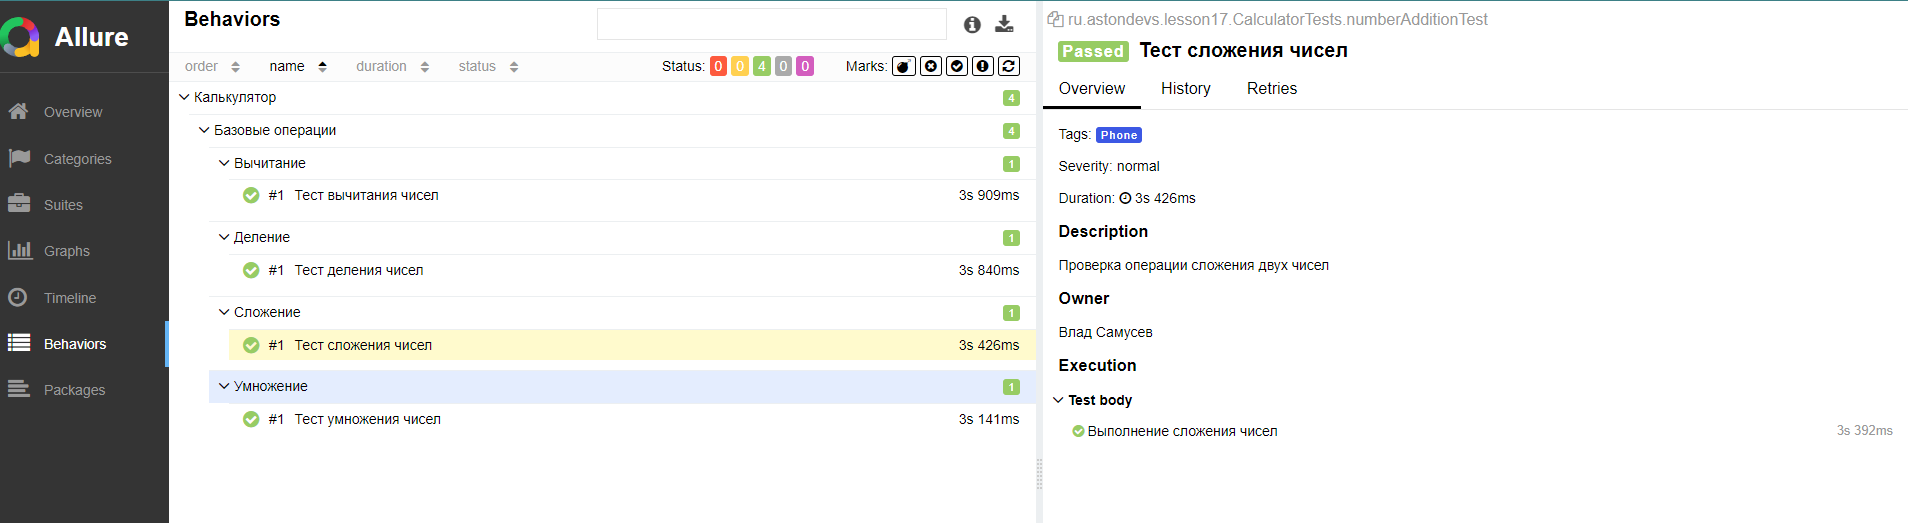 Allure
Overview
Categories
Suites
Graphs
Timeline
Behaviors
Packages
Behaviors
order name duration status Status: 0 0 4 0 0 Marks:
Калькулятор 4
Базовые операции 4
Вычитание 1
#1 Тест вычитания чисел 3s 909ms
Деление 1
#1 Тест деления чисел 3s 840ms
Сложение 1
#1 Тест сложения чисел 3s 426ms
Умножение 1
#1 Тест умножения чисел 3s 141ms
ru.astondevs.lesson17.CalculatorTests.numberAdditionTest
Passed Тест сложения чисел
Overview History Retries
Tags: Phone
Severity: normal
Duration: 3s 426ms
Description
Проверка операции сложения двух чисел
Owner
Влад Самусев
Execution
Test body
Выполнение сложения чисел 3s 392ms